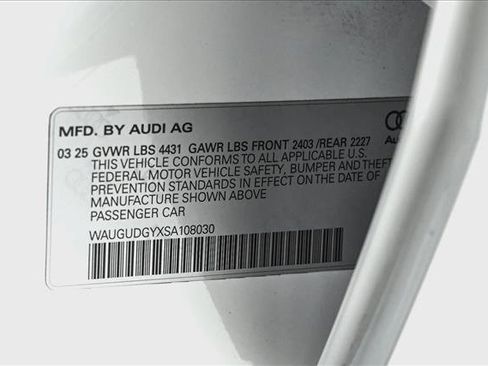 MFD. BY AUDI AG
03 25 GVWR LBS 4431 GAWR LBS FRONT 2403 /REAR 2227
THIS VEHICLE CONFORMS TO ALL APPLICABLE U.S.
FEDERAL MOTOR VEHICLE SAFETY, BUMPER AND THEFT
PREVENTION STANDARDS IN EFFECT ON THE DATE O
MANUFACTURE SHOWN ABOVE
PASSENGER CAR
WAUGUDGYXSA108030